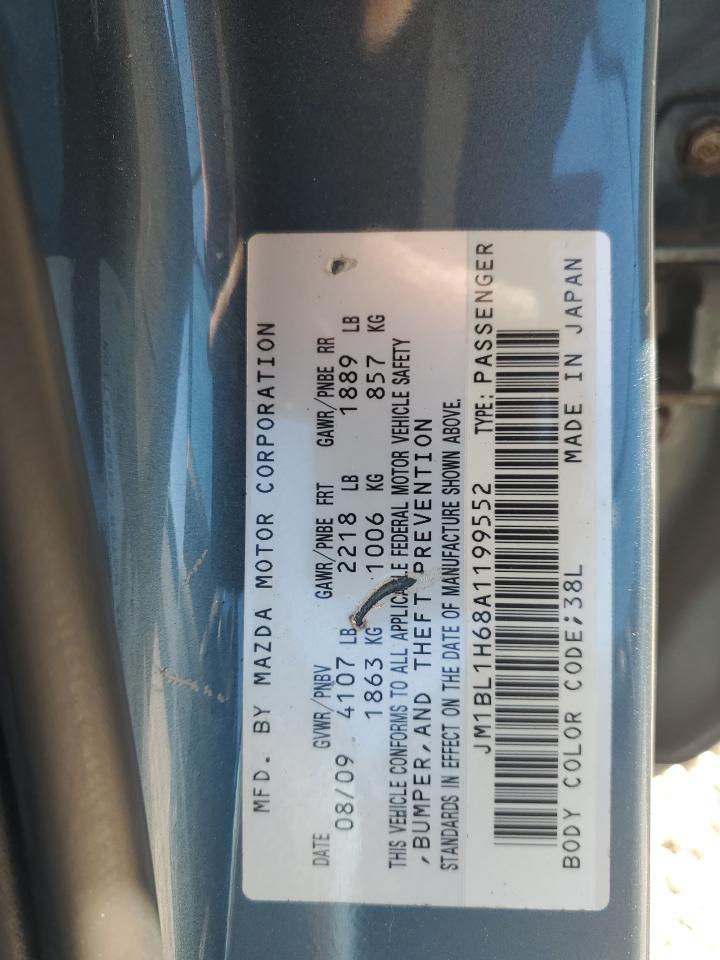 MFD. BY MAZDA MOTOR CORPORATION
DATE GVWR/PNBV GAWR/PNBE FRT GAWR/PNBE RR
08/09 4107 LB 2218 LB 1889 LB
1863 KG 1006 KG 857 KG
THIS VEHICLE CONFORMS TO ALL APPLICABLE FEDERAL MOTOR VEHICLE SAFETY
,BUMPER,AND THEFT PREVENTION
STANDARDS IN EFFECT ON THE DATE OF MANUFACTURE SHOWN ABOVE.
JM1BL1H68A1199552 TYPE: PASSENGER
BODY COLOR CODE;38L MADE IN JAPAN